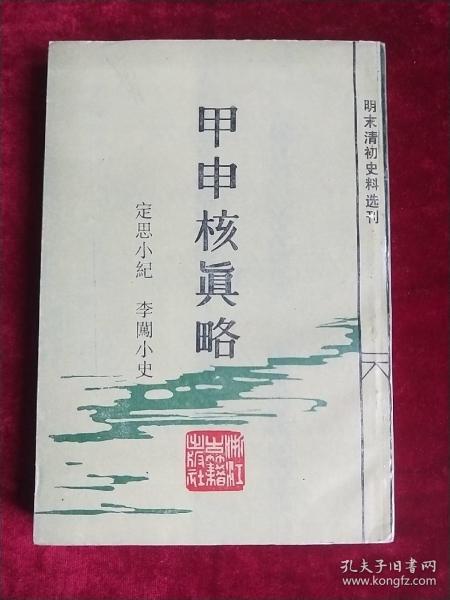 明末清初史料选刊
甲申核眞略
定思小紀 李闖小史
浙江
古籍
出版社
孔夫子旧书网
www.kongfz.com